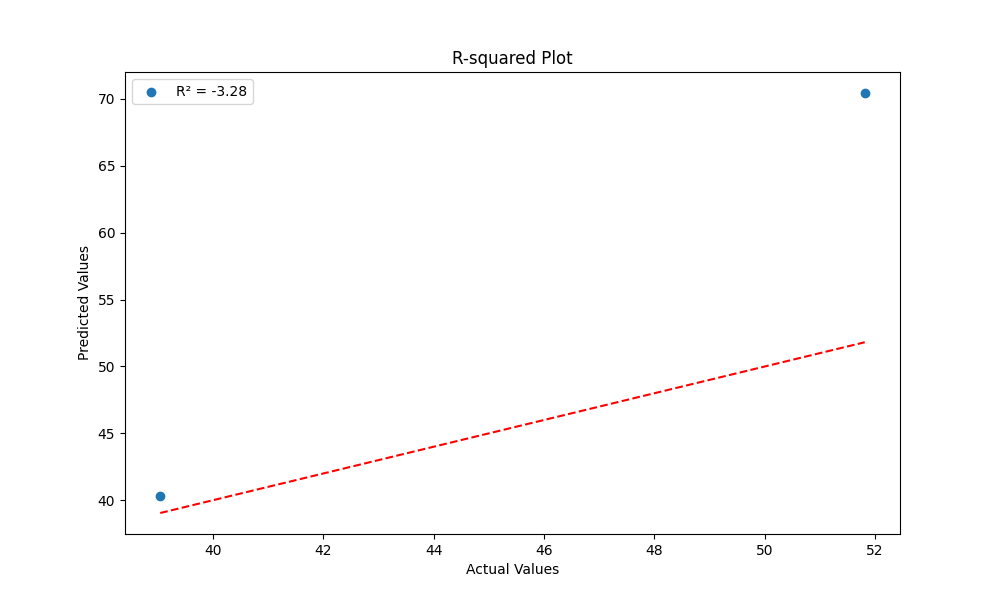 R-squared Plot
R² = -3.28
70
65
60
55
50
45
40
Predicted Values
40 42 44 46 48 50 52
Actual Values